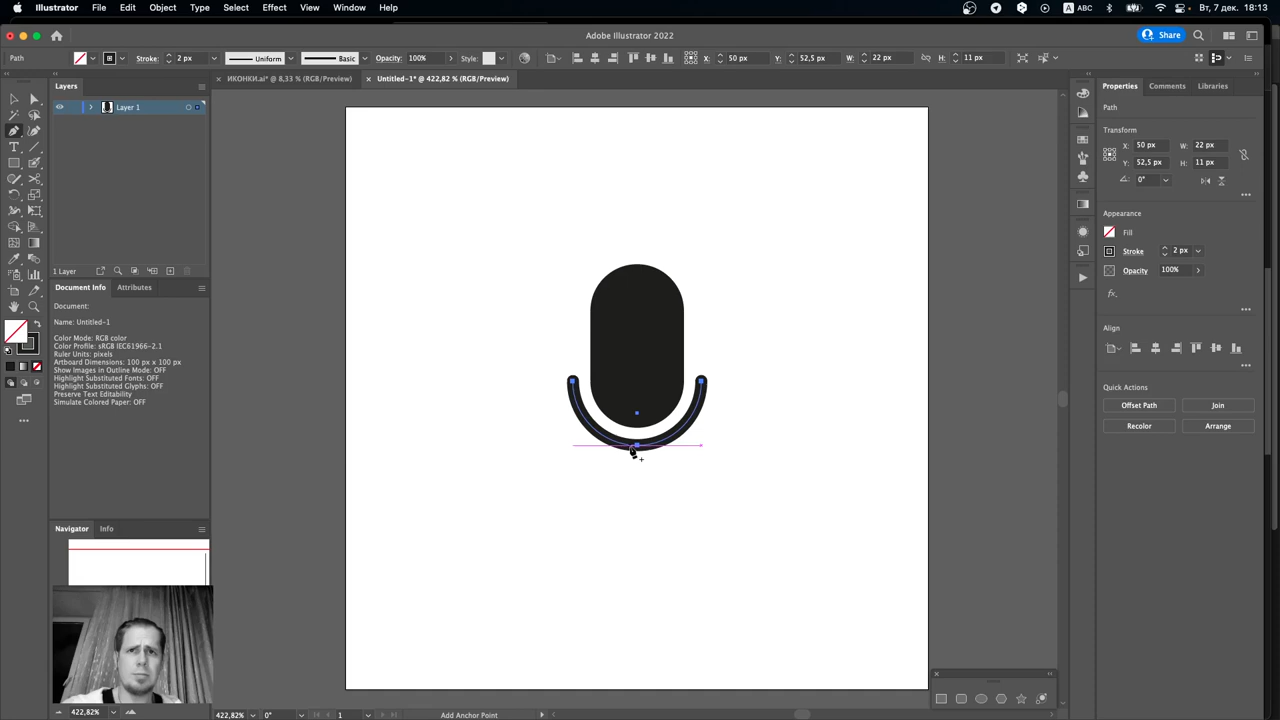 Illustrator File Edit Object Type Select Effect View Window Help ABC Вт, 7 дек. 18:13
Adobe Illustrator 2022 Share
Path Stroke: 2 px Uniform Basic Opacity: 100% Style: X: 50 px Y: 52,5 px W: 22 px H: 11 px
ИКОНКИ.ai* @ 8,33 % (RGB/Preview) Untitled-1* @ 422,82 % (RGB/Preview)
Layers
Layer 1
1 Layer
Document Info Attributes
Document:
Name: Untitled-1
Color Mode: RGB color
Color Profile: sRGB IEC61966-2.1
Ruler Units: pixels
Artboard Dimensions: 100 px x 100 px
Show Images in Outline Mode: OFF
Highlight Substituted Fonts: OFF
Highlight Substituted Glyphs: OFF
Preserve Text Editability
Simulate Colored Paper: OFF
Navigator Info
422,82%
422,82% 0° 1 Add Anchor Point
Properties Comments Libraries
Path
Transform
X: 50 px W: 22 px
Y: 52,5 px H: 11 px
0°
Appearance
Fill
Stroke 2 px
Opacity 100%
fx.
Align
Quick Actions
Offset Path Join
Recolor Arrange